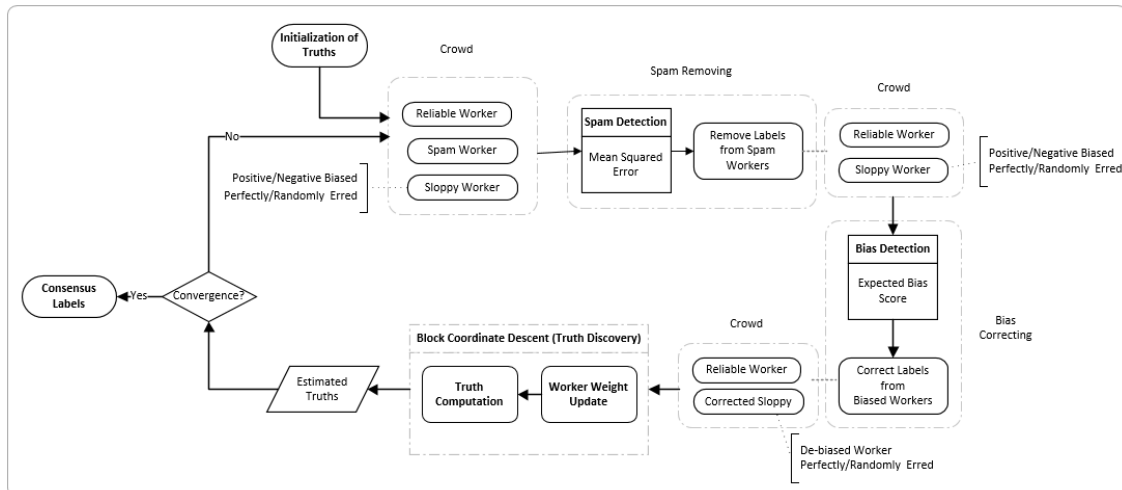 Initialization of
Truths
Crowd
Reliable Worker
Spam Worker
Sloppy Worker
Positive/Negative Biased
Perfectly/Randomly Erred
Spam Removing
Spam Detection
Mean Squared
Error
Remove Labels
from Spam
Workers
Crowd
Reliable Worker
Sloppy Worker
Positive/Negative Biased
Perfectly/Randomly Erred
Bias Detection
Expected Bias
Score
Bias
Correcting
Correct Labels
from
Biased Workers
Crowd
Reliable Worker
Corrected Sloppy
De-biased Worker
Perfectly/Randomly Erred
Block Coordinate Descent (Truth Discovery)
Worker Weight
Update
Truth
Computation
Estimated
Truths
Convergence?
No
Yes
Consensus
Labels